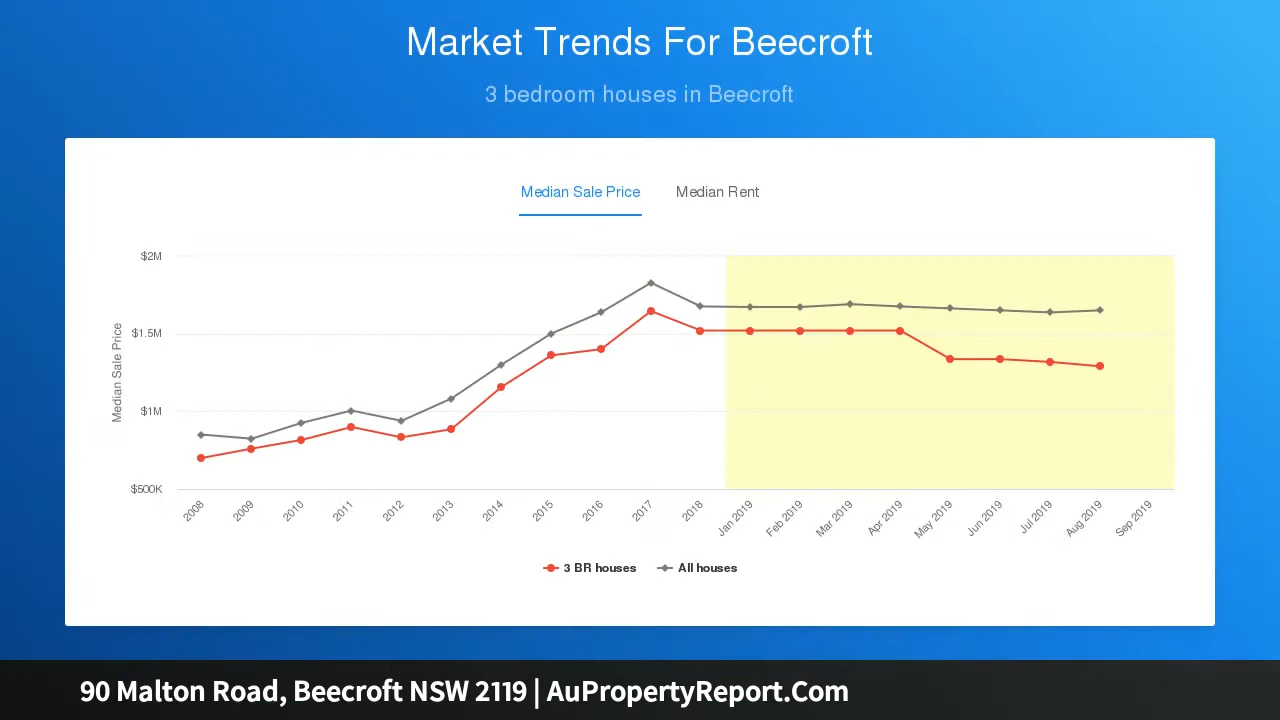 Market Trends For Beecroft
3 bedroom houses in Beecroft
Median Sale Price Median Rent
Median Sale Price
$2M
$1.5M
$1M
$500K
2008 2009 2010 2011 2012 2013 2014 2015 2016 2017 2018 Jan 2019 Feb 2019 Mar 2019 Apr 2019 May 2019 Jun 2019 Jul 2019 Aug 2019 Sep 2019
3 BR houses All houses
90 Malton Road, Beecroft NSW 2119 | AuPropertyReport.Com